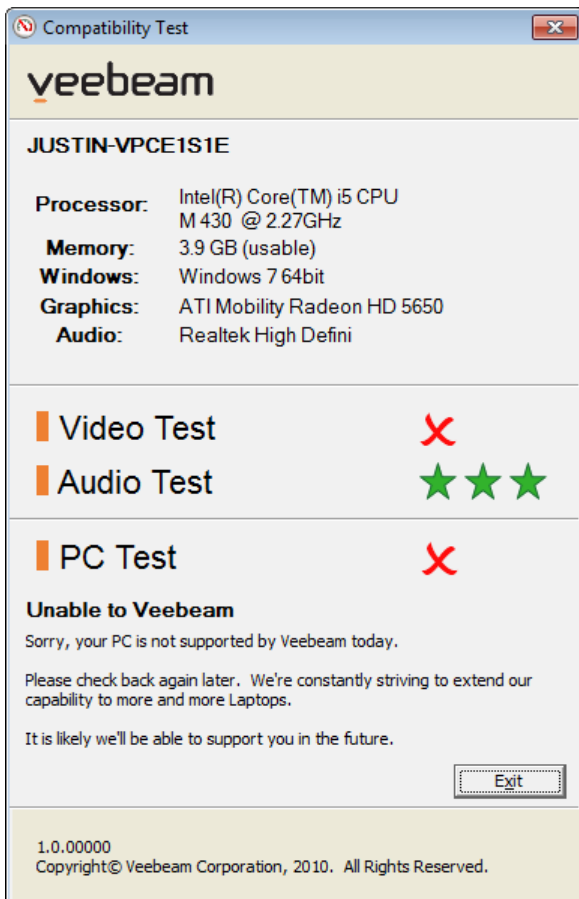 Compatibility Test
veebeam
JUSTIN-VPCE1S1E
Processor: Intel(R) Core(TM) i5 CPU
M 430 @ 2.27GHz
Memory: 3.9 GB (usable)
Windows: Windows 7 64bit
Graphics: ATI Mobility Radeon HD 5650
Audio: Realtek High Defini
Video Test
Audio Test
PC Test
Unable to Veebeam
Sorry, your PC is not supported by Veebeam today.
Please check back again later. We're constantly striving to extend our
capability to more and more Laptops.
It is likely we'll be able to support you in the future.
Exit
1.0.00000
Copyright© Veebeam Corporation, 2010. All Rights Reserved.